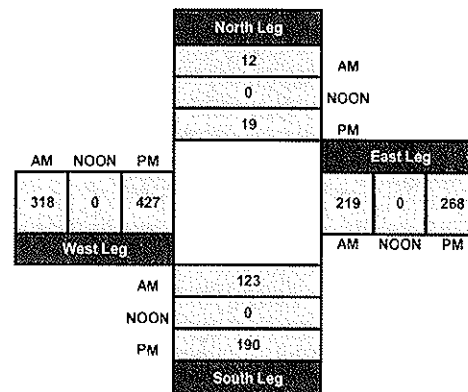 North Leg
12 AM
0 NOON
19 PM
AM NOON PM
East Leg
318 0 427
219 0 268
West Leg
AM NOON PM
AM 123
NOON 0
PM 190
South Leg